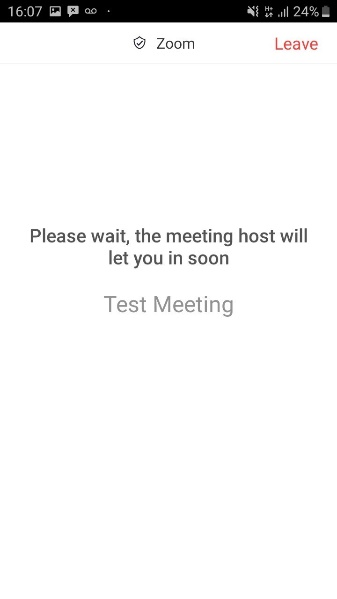 16:07 24%
Zoom Leave
Please wait, the meeting host will
let you in soon
Test Meeting